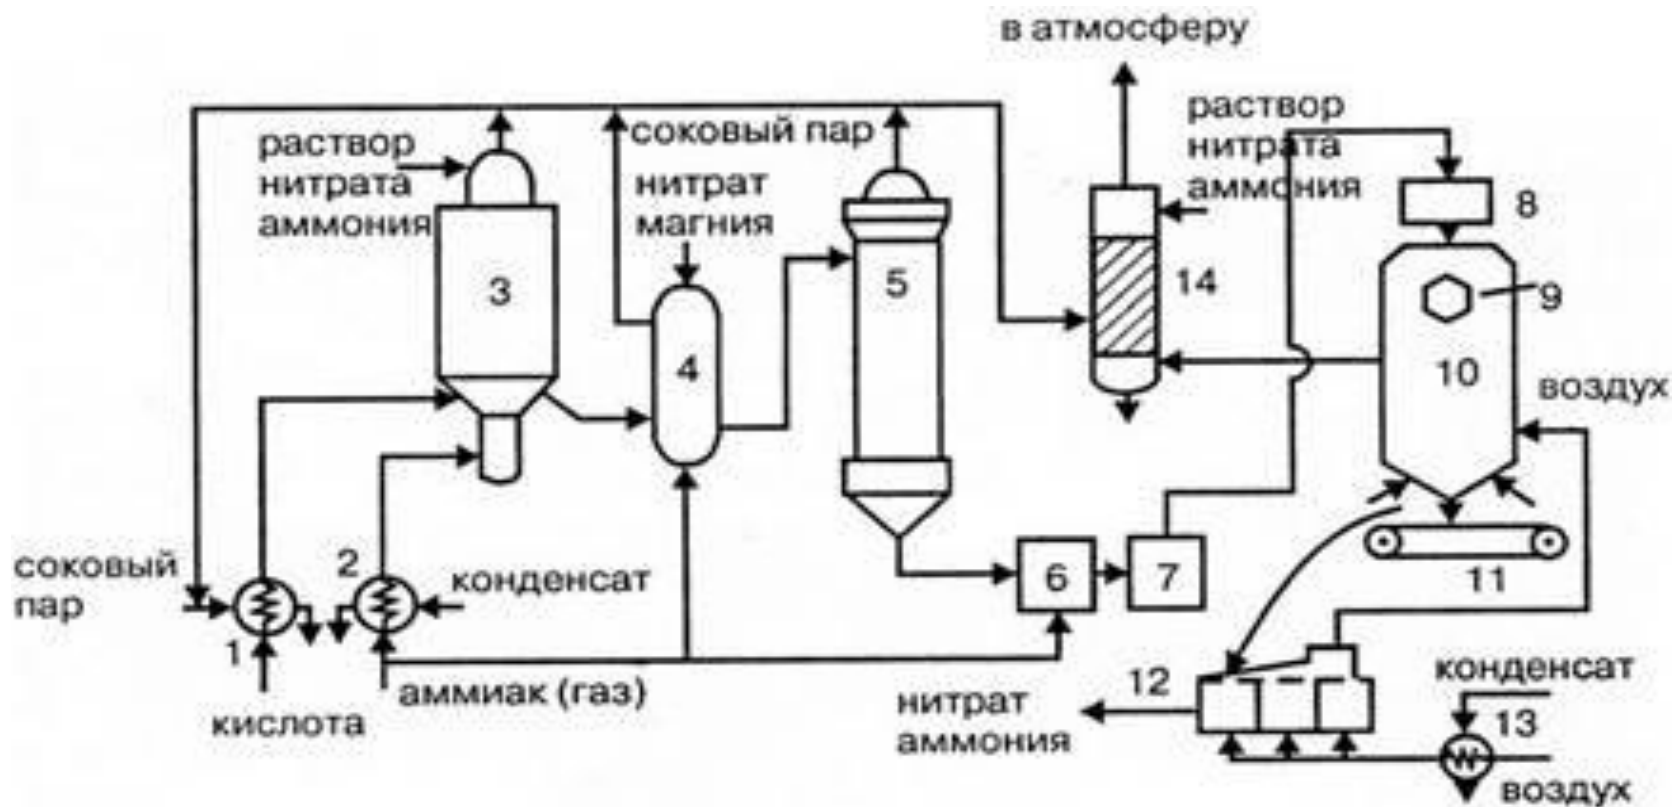 в атмосферу
раствор
нитрата
аммония
соковый пар
нитрат
магния
раствор
нитрата
аммония
8
3
5
14
9
4
10
воздух
соковый
пар
2
конденсат
6
7
11
1
аммиак (газ)
кислота
12
нитрат
аммония
конденсат
13
воздух